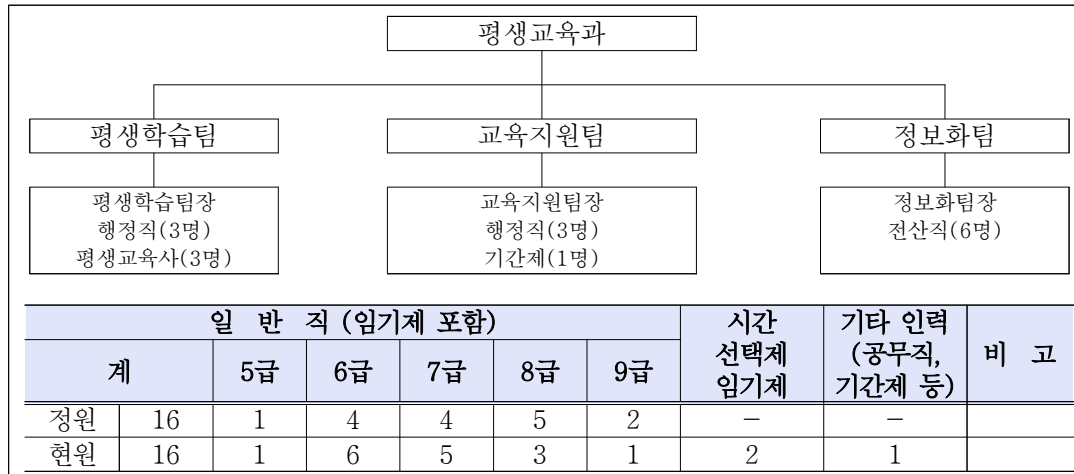 평생교육과
평생학습팀 교육지원팀 정보화팀
평생학습팀장 교육지원팀장 정보화팀장
행정직(3명) 행정직(3명) 전산직(6명)
평생교육사(3명) 기간제(1명)
일 반 직 (임기제 포함) 시간 선택제 임기제 기타 인력 (공무직, 기간제 등) 비 고
계 5급 6급 7급 8급 9급
정원 16 1 4 4 5 2 - -
현원 16 1 6 5 3 1 2 1